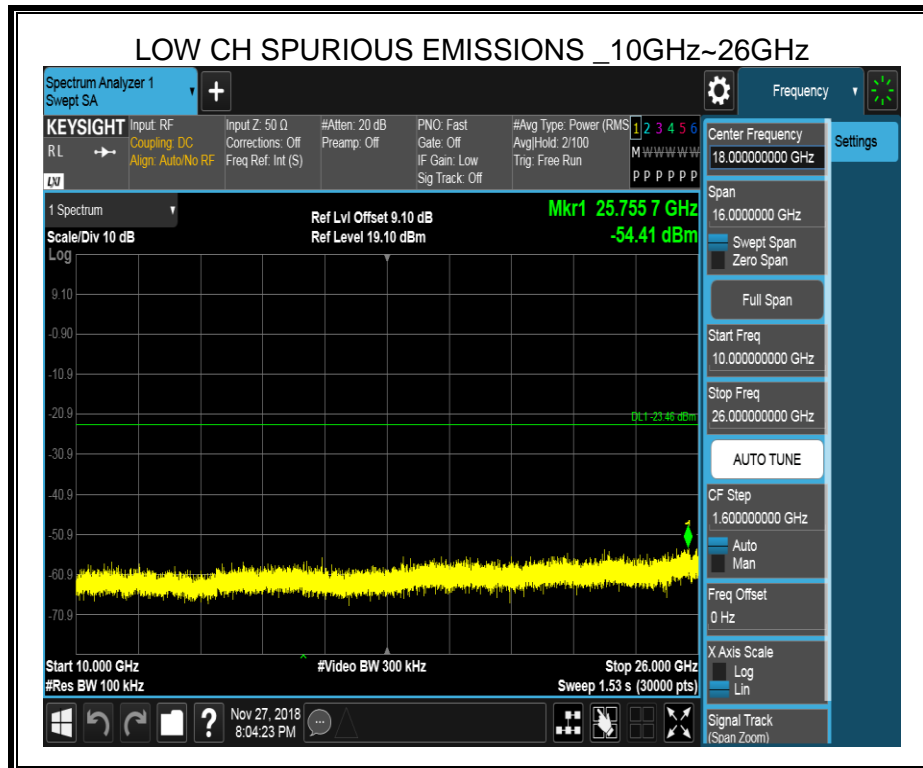 LOW CH SPURIOUS EMISSIONS _10GHz~26GHz
Spectrum Analyzer 1
Swept SA
+
Frequency
KEYSIGHT
RL
LXI
Input: RF
Coupling: DC
Align: Auto/No RF
Input Z: 50 Ω
Corrections: Off
Freq Ref: Int (S)
#Atten: 20 dB
Preamp: Off
PNO: Fast
Gate: Off
IF Gain: Low
Sig Track: Off
#Avg Type: Power (RMS
Avg|Hold: 2/100
Trig: Free Run
1 2 3 4 5 6
M W W W W W
P P P P P P
1 Spectrum
Scale/Div 10 dB
Ref Lvl Offset 9.10 dB
Ref Level 19.10 dBm
Mkr1 25.755 7 GHz
-54.41 dBm
Log
9.10
-0.90
-10.9
-20.9
-30.9
-40.9
-50.9
-60.9
-70.9
DL1 -23.46 dBm
1
Start 10.000 GHz
#Res BW 100 kHz
#Video BW 300 kHz
Stop 26.000 GHz
Sweep 1.53 s (30000 pts)
Center Frequency
18.000000000 GHz
Settings
Span
16.0000000 GHz
Swept Span
Zero Span
Full Span
Start Freq
10.000000000 GHz
Stop Freq
26.000000000 GHz
AUTO TUNE
CF Step
1.600000000 GHz
Auto
Man
Freq Offset
0 Hz
X Axis Scale
Log
Lin
Signal Track
(Span Zoom)
?
Nov 27, 2018
8:04:23 PM